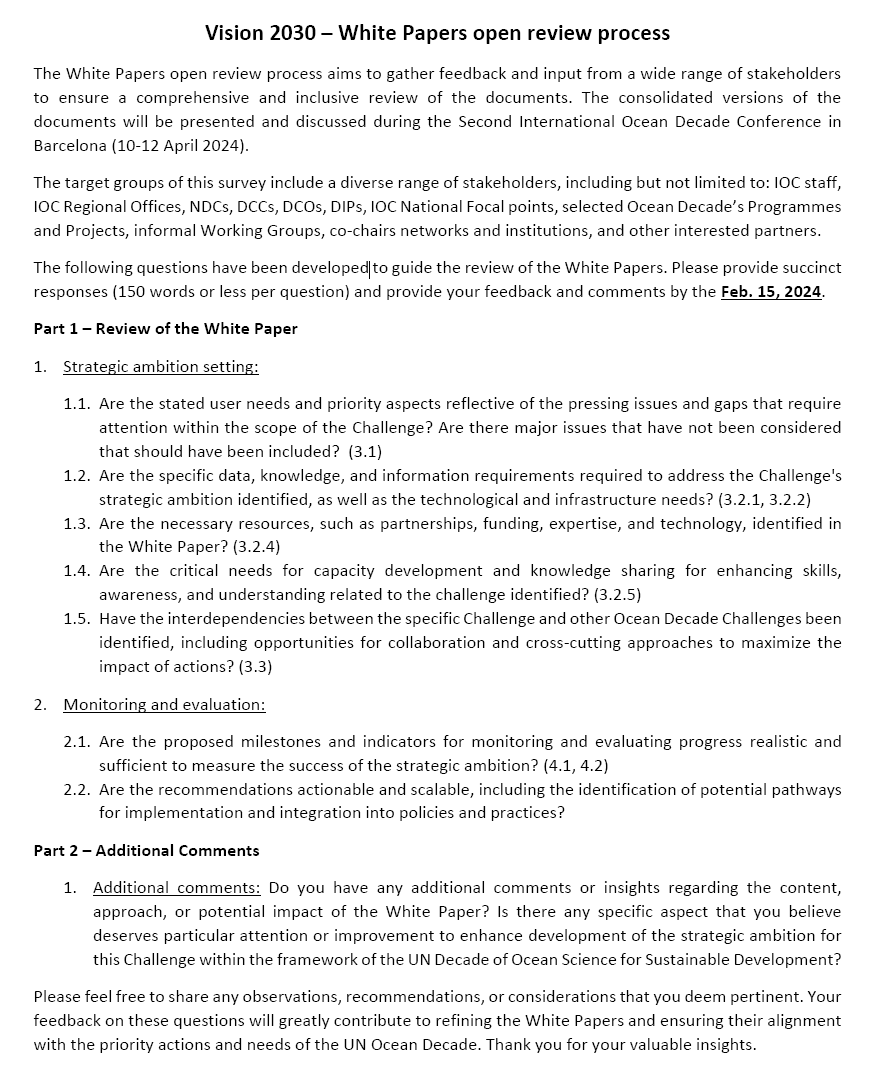 Vision 2030 – White Papers open review process
The White Papers open review process aims to gather feedback and input from a wide range of stakeholders
to ensure a comprehensive and inclusive review of the documents. The consolidated versions of the
documents will be presented and discussed during the Second International Ocean Decade Conference in
Barcelona (10-12 April 2024).
The target groups of this survey include a diverse range of stakeholders, including but not limited to: IOC staff,
IOC Regional Offices, NDCs, DCCs, DCOs, DIPs, IOC National Focal points, selected Ocean Decade's Programmes
and Projects, informal Working Groups, co-chairs networks and institutions, and other interested partners.
The following questions have been developed to guide the review of the White Papers. Please provide succinct
responses (150 words or less per question) and provide your feedback and comments by the Feb. 15, 2024.
Part 1 – Review of the White Paper
1. Strategic ambition setting:
1.1. Are the stated user needs and priority aspects reflective of the pressing issues and gaps that require
attention within the scope of the Challenge? Are there major issues that have not been considered
that should have been included? (3.1)
1.2. Are the specific data, knowledge, and information requirements required to address the Challenge's
strategic ambition identified, as well as the technological and infrastructure needs? (3.2.1, 3.2.2)
1.3. Are the necessary resources, such as partnerships, funding, expertise, and technology, identified in
the White Paper? (3.2.4)
1.4. Are the critical needs for capacity development and knowledge sharing for enhancing skills,
awareness, and understanding related to the challenge identified? (3.2.5)
1.5. Have the interdependencies between the specific Challenge and other Ocean Decade Challenges been
identified, including opportunities for collaboration and cross-cutting approaches to maximize the
impact of actions? (3.3)
2. Monitoring and evaluation:
2.1. Are the proposed milestones and indicators for monitoring and evaluating progress realistic and
sufficient to measure the success of the strategic ambition? (4.1, 4.2)
2.2. Are the recommendations actionable and scalable, including the identification of potential pathways
for implementation and integration into policies and practices?
Part 2 – Additional Comments
1. Additional comments: Do you have any additional comments or insights regarding the content,
approach, or potential impact of the White Paper? Is there any specific aspect that you believe
deserves particular attention or improvement to enhance development of the strategic ambition for
this Challenge within the framework of the UN Decade of Ocean Science for Sustainable Development?
Please feel free to share any observations, recommendations, or considerations that you deem pertinent. Your
feedback on these questions will greatly contribute to refining the White Papers and ensuring their alignment
with the priority actions and needs of the UN Ocean Decade. Thank you for your valuable insights.